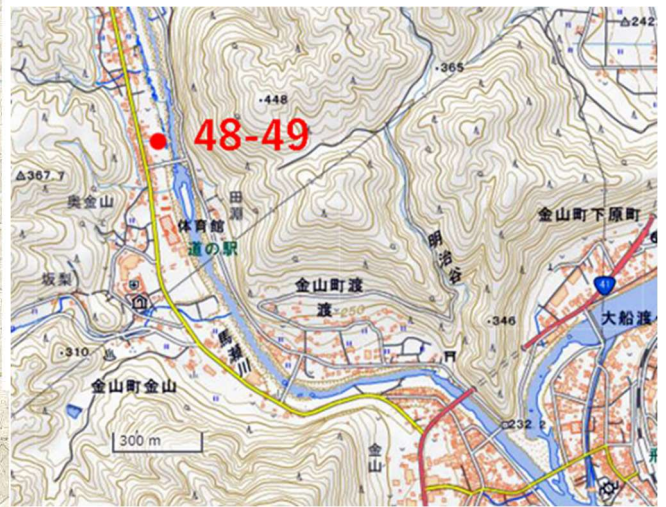 △242
・365
・448
48-49
△367.7
奥金山
田淵
体育館
道の駅
金山町下原町
明治谷
41
坂梨
金山町渡
渡
250
大船渡
・346
馬瀬川
・310
金山町金山
232.2
300 m
金山